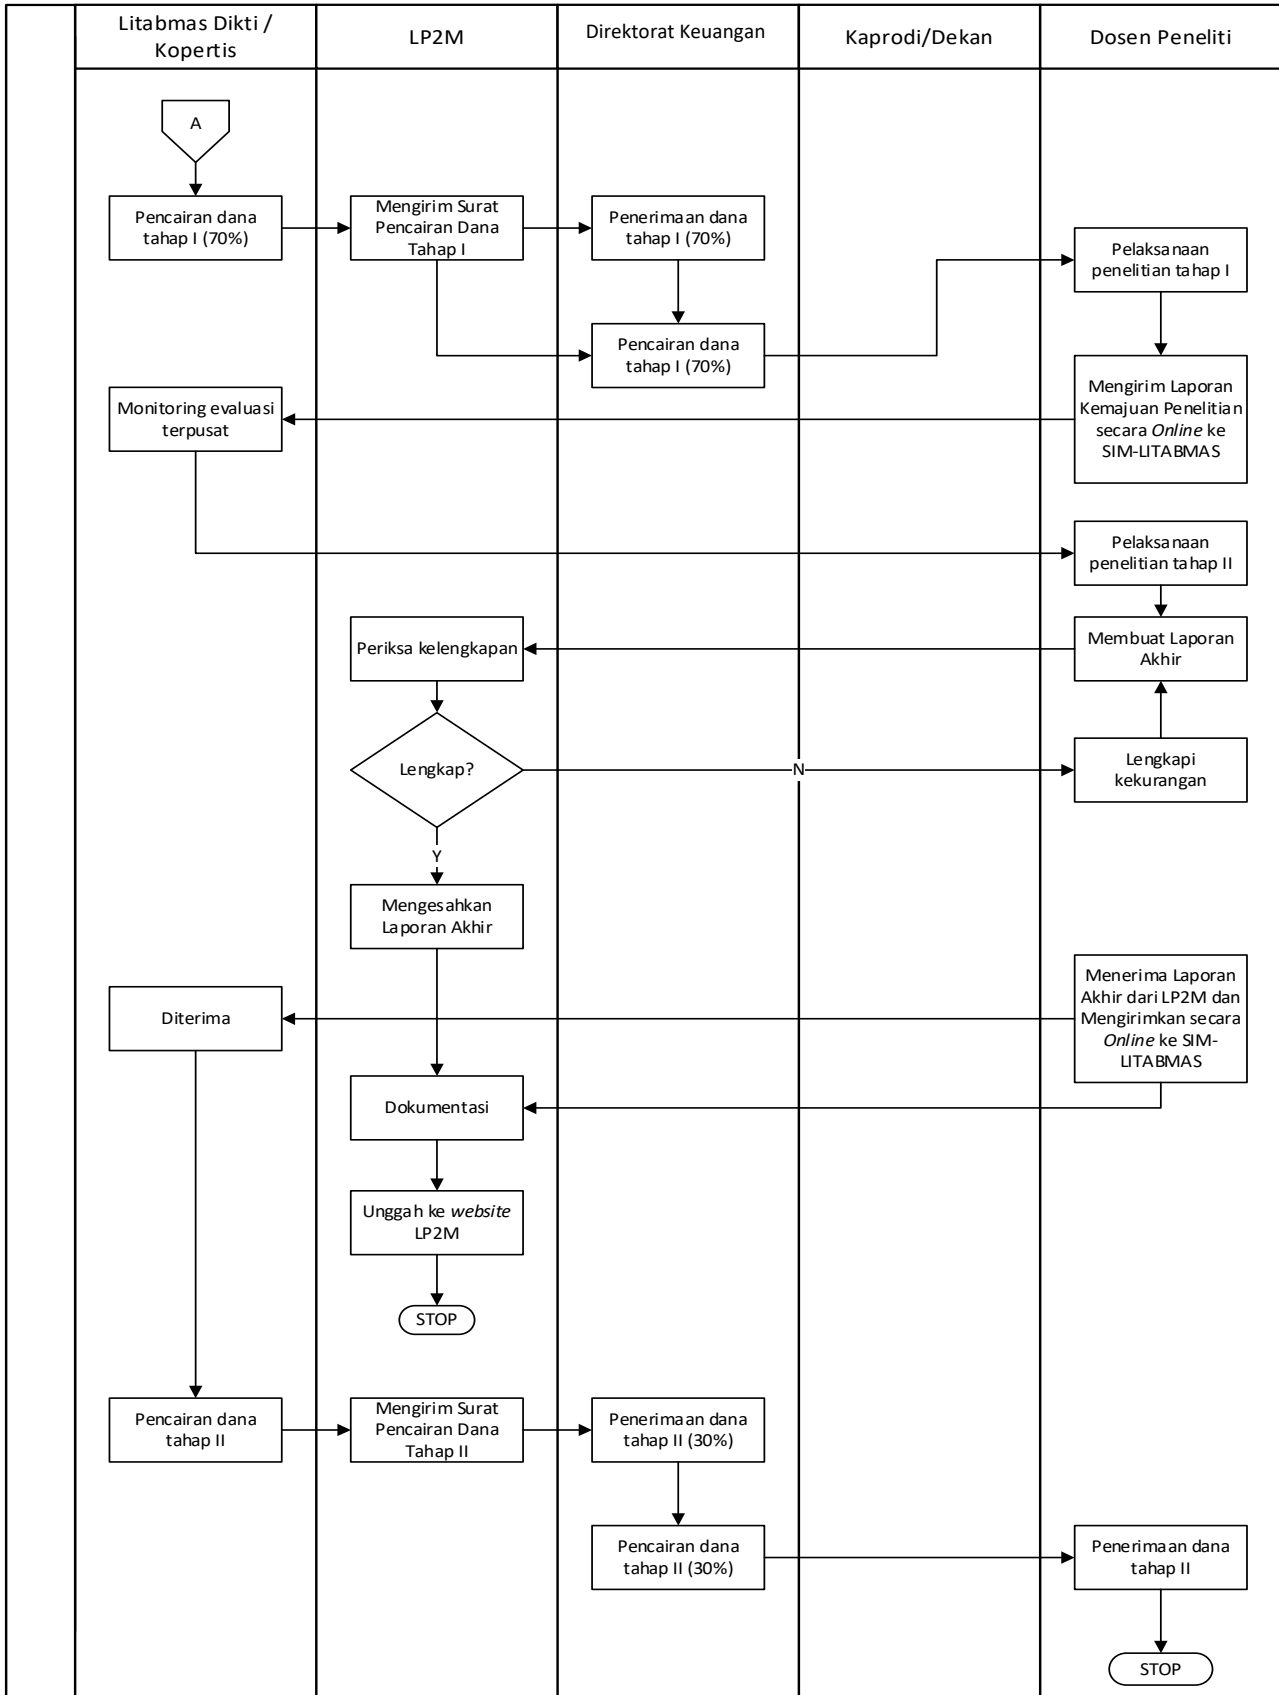 Litabmas Dikti /
Kopertis
LP2M
Direktorat Keuangan
Kaprodi/Dekan
Dosen Peneliti
A
Pencairan dana
tahap I (70%)
Mengirim Surat
Pencairan Dana
Tahap I
Penerimaan dana
tahap I (70%)
Pelaksanaan
penelitian tahap I
Pencairan dana
tahap I (70%)
Mengirim Laporan
Kemajuan Penelitian
secara Online ke
SIM-LITABMAS
Monitoring evaluasi
terpusat
Pelaksanaan
penelitian tahap II
Periksa kelengkapan
Membuat Laporan
Akhir
Lengkap?
N
Lengkapi
kekurangan
Y
Mengesahkan
Laporan Akhir
Menerima Laporan
Akhir dari LP2M dan
Mengirimkan secara
Online ke SIM-
LITABMAS
Diterima
Dokumentasi
Unggah ke website
LP2M
STOP
Pencairan dana
tahap II
Mengirim Surat
Pencairan Dana
Tahap II
Penerimaan dana
tahap II (30%)
Pencairan dana
tahap II (30%)
Penerimaan dana
tahap II
STOP